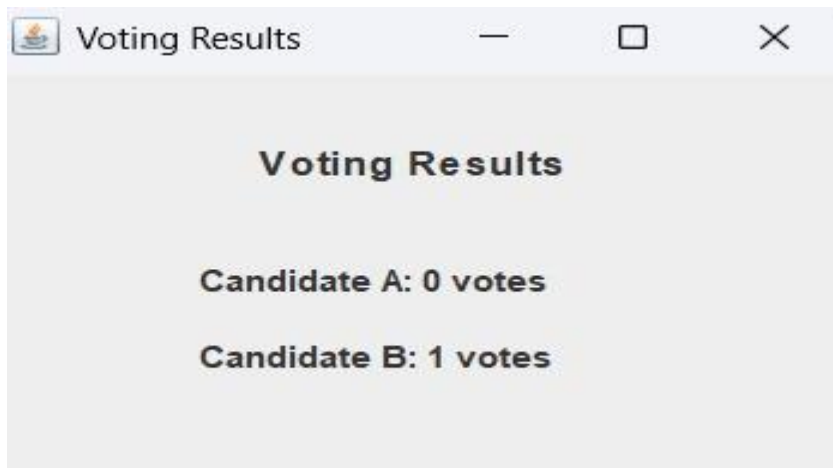 Voting Results
Voting Results
Candidate A: 0 votes
Candidate B: 1 votes